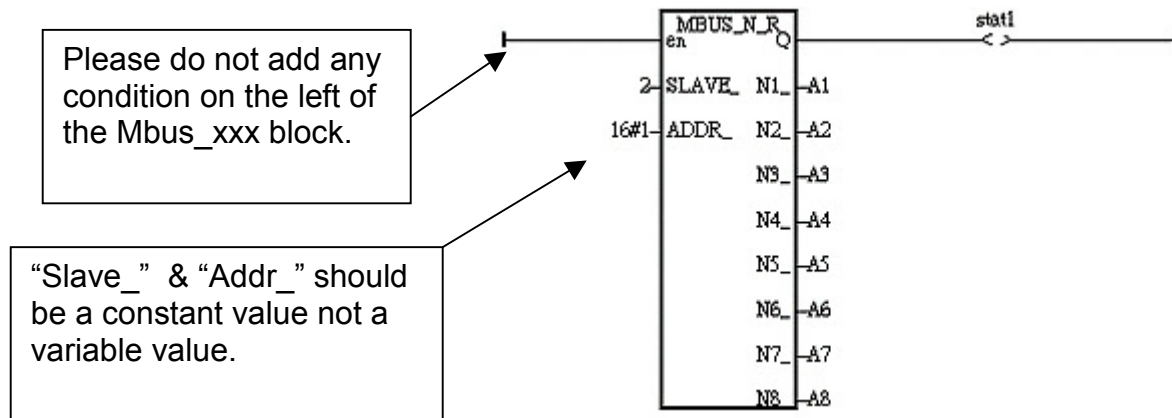 Please do not add any
condition on the left of
the Mbus_xxx block.
MBUS_N_R
en Q
stat1
2 SLAVE_ N1_ A1
16#1 ADDR_ N2_ A2
N3_ A3
N4_ A4
N5_ A5
N6_ A6
N7_ A7
N8_ A8
“Slave_” & “Addr_” should
be a constant value not a
variable value.